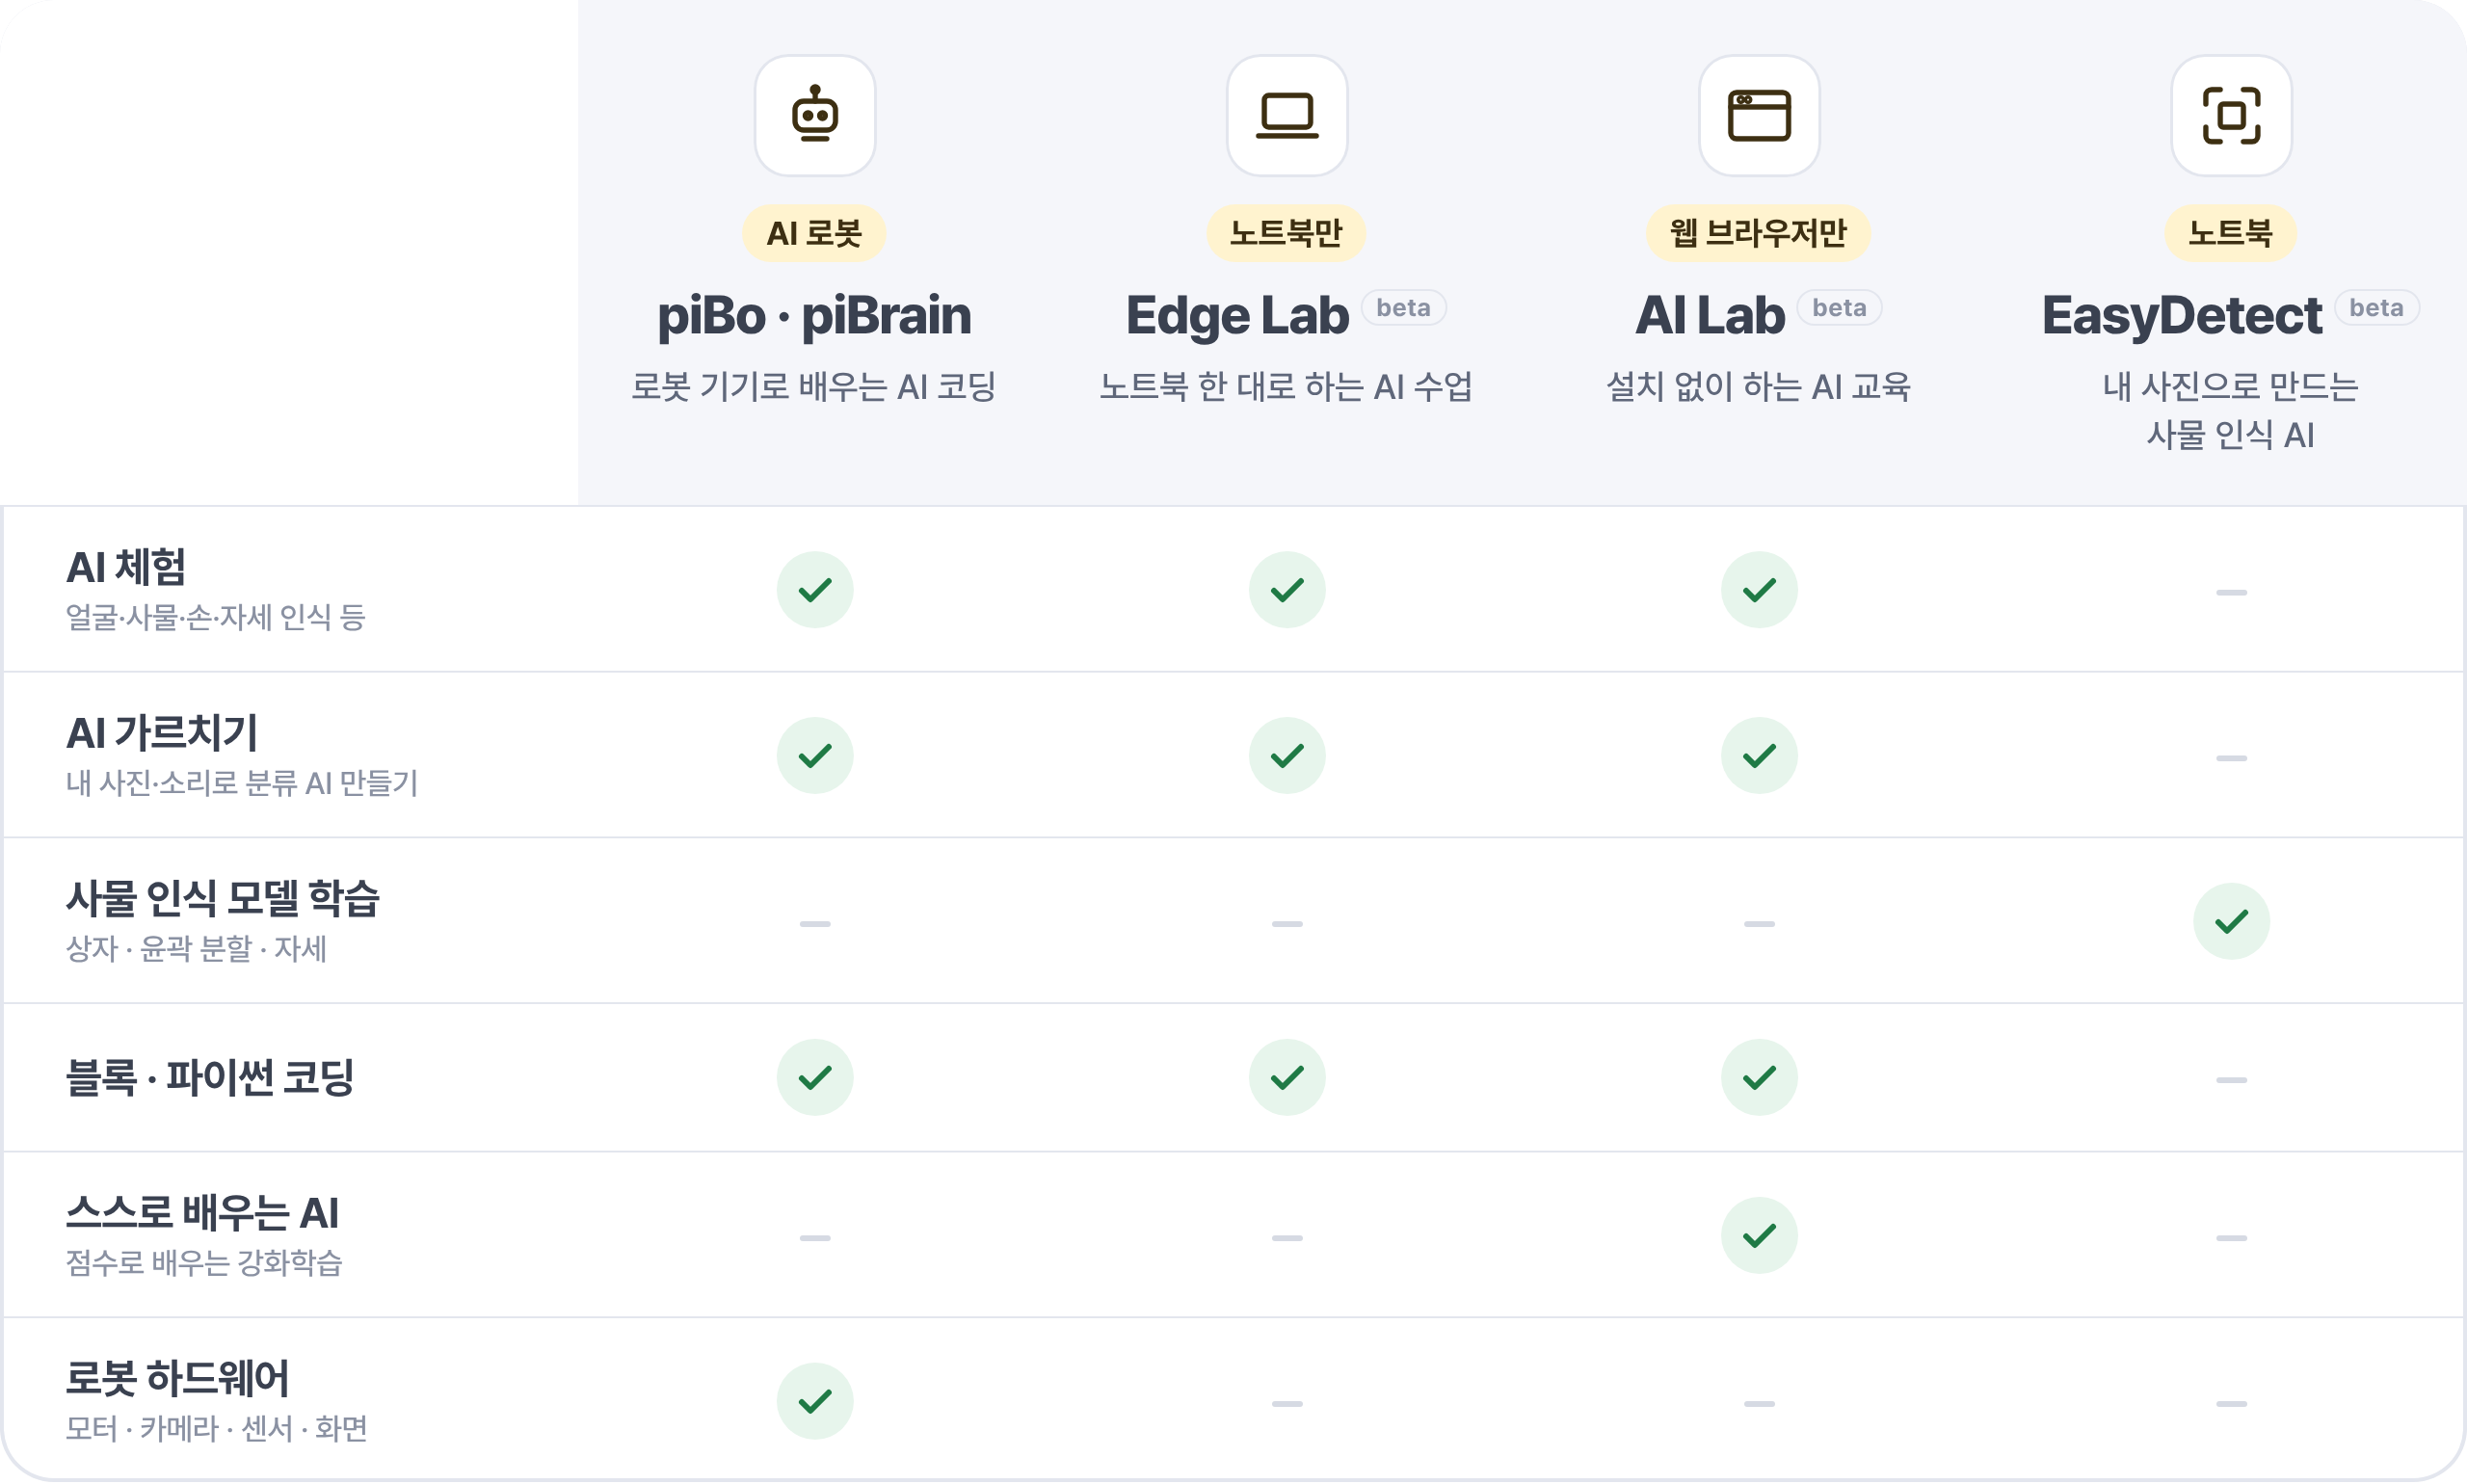 AI 로봇
piBo · piBrain
로봇 기기로 배우는 AI 코딩
노트북만
Edge Lab beta
노트북 한 대로 하는 AI 수업
웹 브라우저만
AI Lab beta
설치 없이 하는 AI 교육
노트북
EasyDetect beta
내 사진으로 만드는
사물 인식 AI
AI 체험
얼굴·사물·손·자세 인식 등
AI 가르치기
내 사진·소리로 분류 AI 만들기
사물 인식 모델 학습
상자 · 윤곽 분할 · 자세
블록 · 파이썬 코딩
스스로 배우는 AI
점수로 배우는 강화학습
로봇 하드웨어
모터 · 카메라 · 센서 · 화면